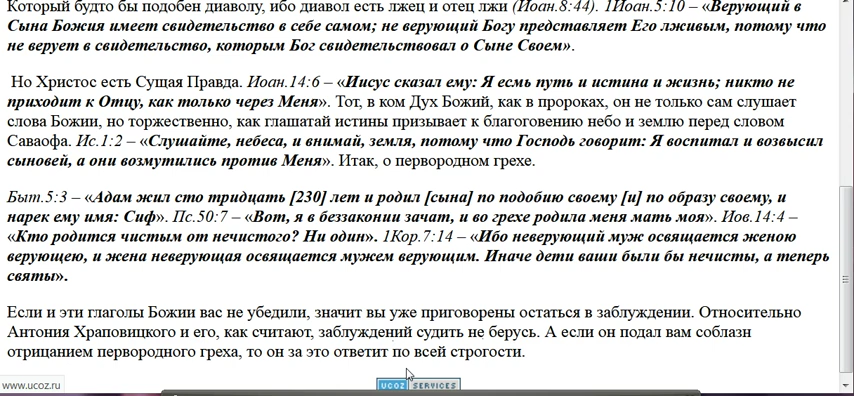 Который будто бы подобен диаволу, ибо диавол есть лжец и отец лжи (Иоан.8:44). 1Иоан.5:10 – «Верующий в
Сына Божия имеет свидетельство в себе самом; не верующий Богу представляет Его лживым, потому что
не верует в свидетельство, которым Бог свидетельствовал о Сыне Своем».
Но Христос есть Сущая Правда. Иоан.14:6 – «Иисус сказал ему: Я есмь путь и истина и жизнь; никто не
приходит к Отцу, как только через Меня». Тот, в ком Дух Божий, как в пророках, он не только сам слушает
слова Божии, но торжественно, как глашатай истины призывает к благоговению небо и землю перед словом
Саваофа. Ис.1:2 – «Слушайте, небеса, и внимай, земля, потому что Господь говорит: Я воспитал и возвысил
сыновей, а они возмутились против Меня». Итак, о первородном грехе.
Быт.5:3 – «Адам жил сто тридцать [230] лет и родил [сына] по подобию своему [и] по образу своему, и
нарек ему имя: Сиф». Пс.50:7 – «Вот, я в беззаконии зачат, и во грехе родила меня мать моя». Иов.14:4 –
«Кто родится чистым от нечистого? Ни один». 1Кор.7:14 – «Ибо неверующий муж освящается женою
верующею, и жена неверующая освящается мужем верующим. Иначе дети ваши были бы нечисты, а теперь
святы».
Если и эти глаголы Божии вас не убедили, значит вы уже приговорены остаться в заблуждении. Относительно
Антония Храповицкого и его, как считают, заблуждений судить не берусь. А если он подал вам соблазн
отрицанием первородного греха, то он за это ответит по всей строгости.
www.ucoz.ru
UCOZ SERVICES